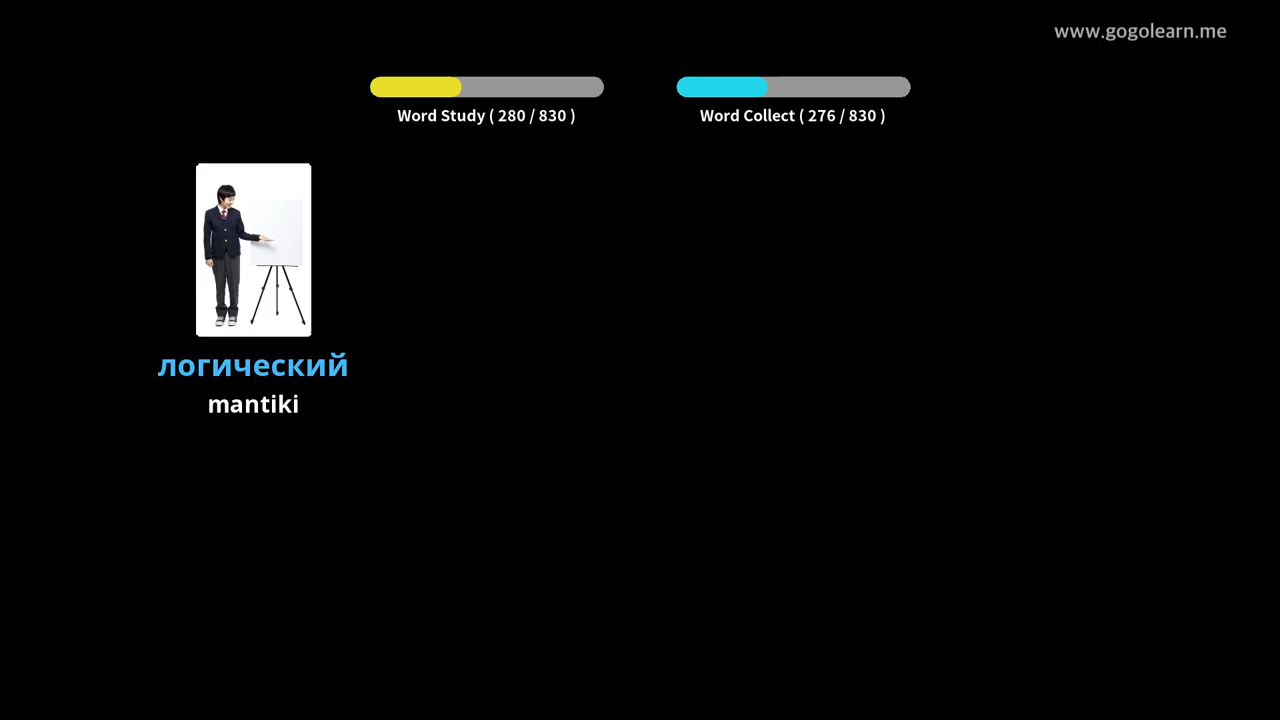 www.gogolearn.me
Word Study ( 280 / 830 )
Word Collect ( 276 / 830 )
логический
mantiki